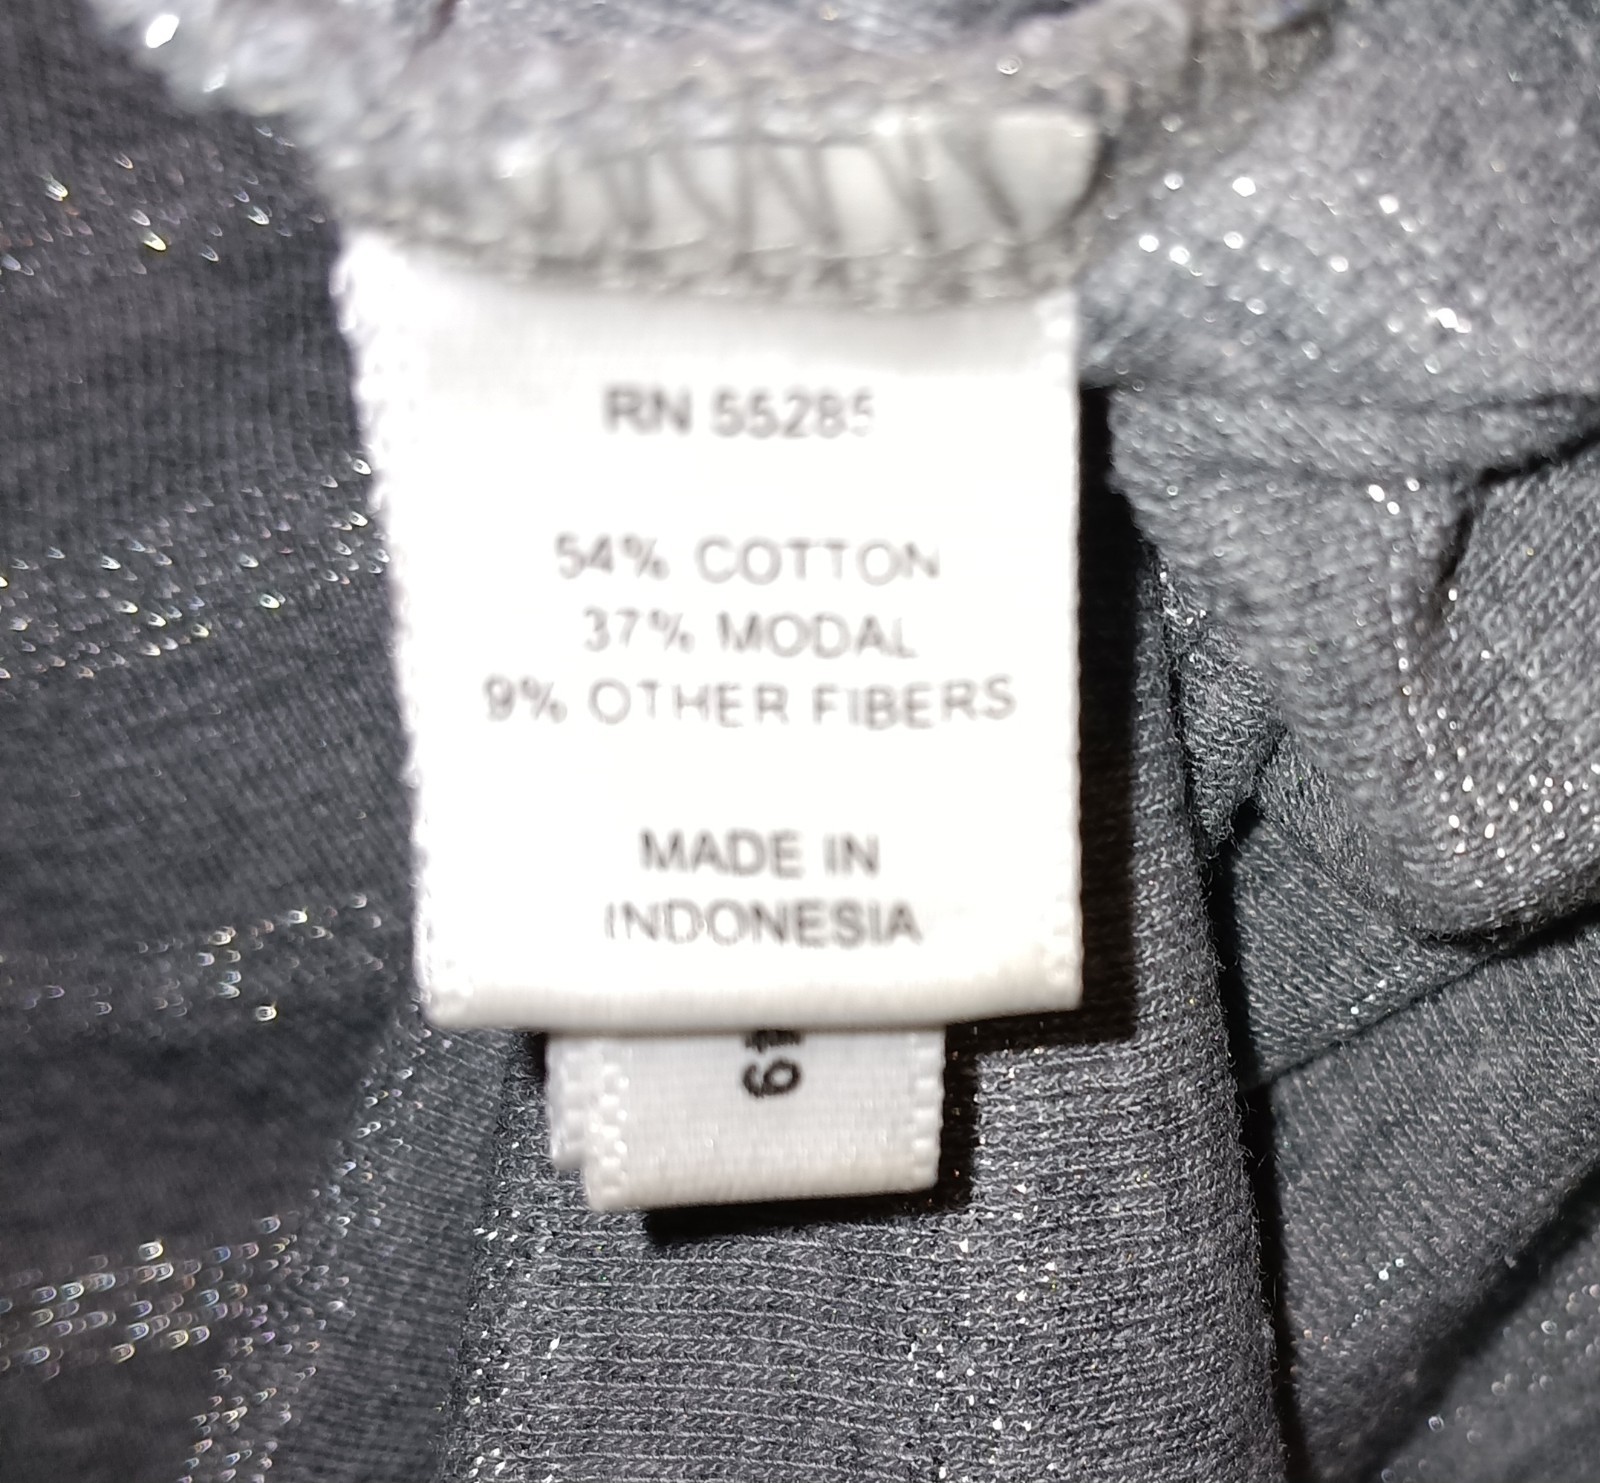 RN 55285
54% COTTON
37% MODAL
9% OTHER FIBERS
MADE IN
INDONESIA